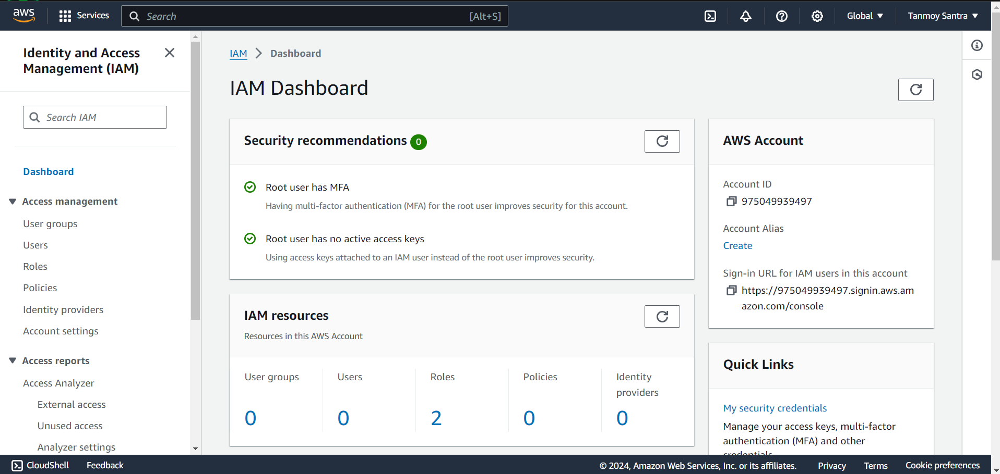 aws
Services
Search
[Alt+S]
Global
Tanmoy Santra
Identity and Access
Management (IAM)
Search IAM
Dashboard
Access management
User groups
Users
Roles
Policies
Identity providers
Account settings
Access reports
Access Analyzer
External access
Unused access
Analyzer settings
IAM
Dashboard
IAM Dashboard
Security recommendations 0
Root user has MFA
Having multi-factor authentication (MFA) for the root user improves security for this account.
Root user has no active access keys
Using access keys attached to an IAM user instead of the root user improves security.
IAM resources
Resources in this AWS Account
User groups
0
Users
0
Roles
2
Policies
0
Identity
providers
0
AWS Account
Account ID
975049939497
Account Alias
Create
Sign-in URL for IAM users in this account
https://975049939497.signin.aws.am
azon.com/console
Quick Links
My security credentials
Manage your access keys, multi-factor
authentication (MFA) and other
credentials
CloudShell
Feedback
© 2024, Amazon Web Services, Inc. or its affiliates.
Privacy
Terms
Cookie preferences